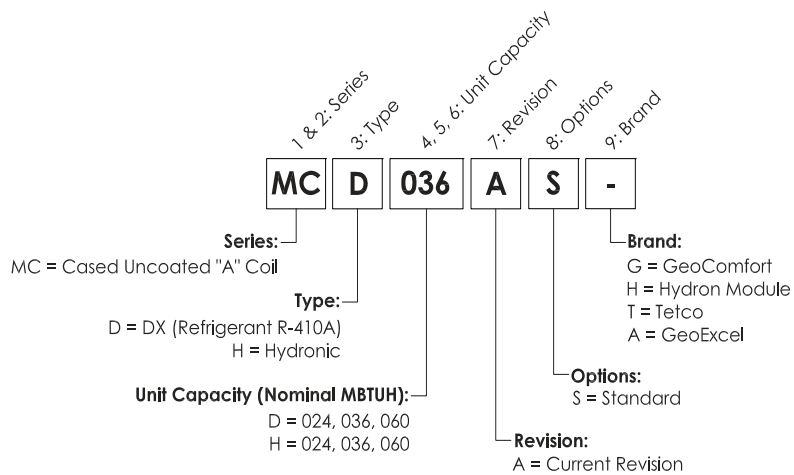 1 & 2: Series
3: Type
4, 5, 6: Unit Capacity
7: Revision
8: Options
9: Brand
MC D 036 A S -
Series:
MC = Cased Uncoated "A" Coil
Type:
D = DX (Refrigerant R-410A)
H = Hydronic
Unit Capacity (Nominal MBTUH):
D = 024, 036, 060
H = 024, 036, 060
Brand:
G = GeoComfort
H = Hydron Module
T = Tetco
A = GeoExcel
Options:
S = Standard
Revision:
A = Current Revision